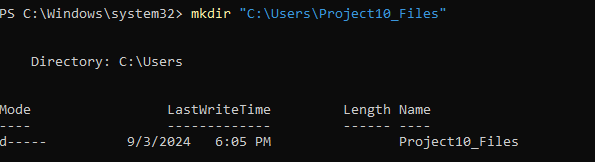 PS C:\Windows\system32> mkdir "C:\Users\Project10_Files"
Directory: C:\Users
Mode LastWriteTime Length Name
---- ------------- ------ ----
d----- 9/3/2024 6:05 PM Project10_Files